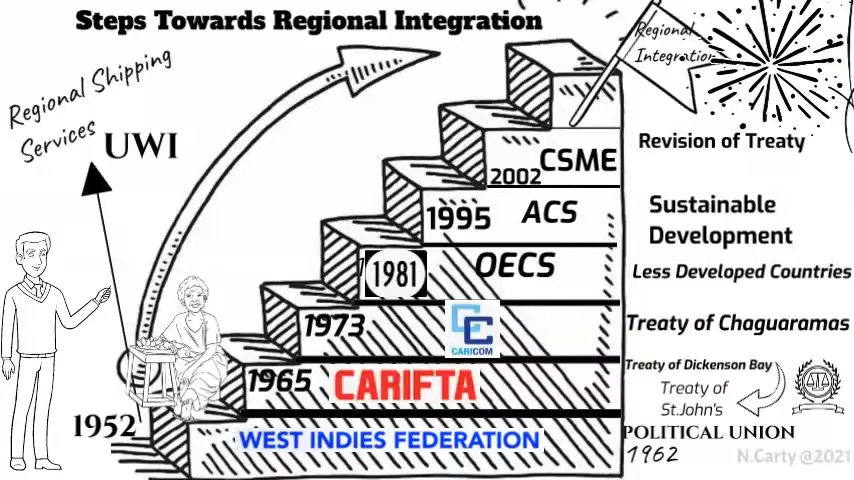 Steps Towards Regional Integration
Regional
Integration
Regional Shipping
Services
UWI
Revision of Treaty
2002 CSME
1995 ACS
Sustainable
Development
1981 OECS
Less Developed Countries
1973
CARICOM
Treaty of Chaguaramas
1965 CARIFTA
Treaty of Dickenson Bay
Treaty of
St.John's
1952
WEST INDIES FEDERATION
POLITICAL UNION
1962
N.Carty @2021